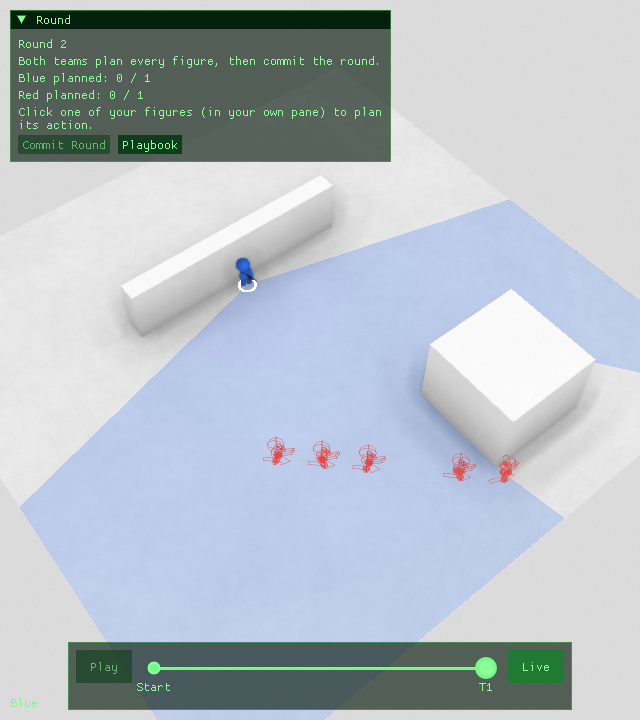 Round
Round 2
Both teams plan every figure, then commit the round.
Blue planned: 0 / 1
Red planned: 0 / 1
Click one of your figures (in your own pane) to plan
its action.
Commit Round Playbook
Play
Live
Start
T1
Blue